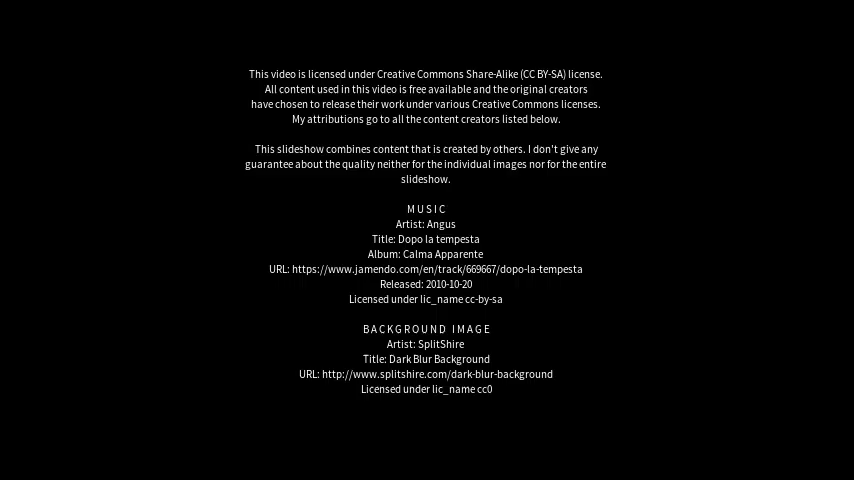 This video is licensed under Creative Commons Share-Alike (CC BY-SA) license.
All content used in this video is free available and the original creators
have chosen to release their work under various Creative Commons licenses.
My attributions go to all the content creators listed below.
This slideshow combines content that is created by others. I don't give any
guarantee about the quality neither for the individual images nor for the entire
slideshow.
MUSIC
Artist: Angus
Title: Dopo la tempesta
Album: Calma Apparente
URL: https://www.jamendo.com/en/track/669667/dopo-la-tempesta
Released: 2010-10-20
Licensed under lic_name cc-by-sa
BACKGROUND IMAGE
Artist: SplitShire
Title: Dark Blur Background
URL: http://www.splitshire.com/dark-blur-background
Licensed under lic_name cc0